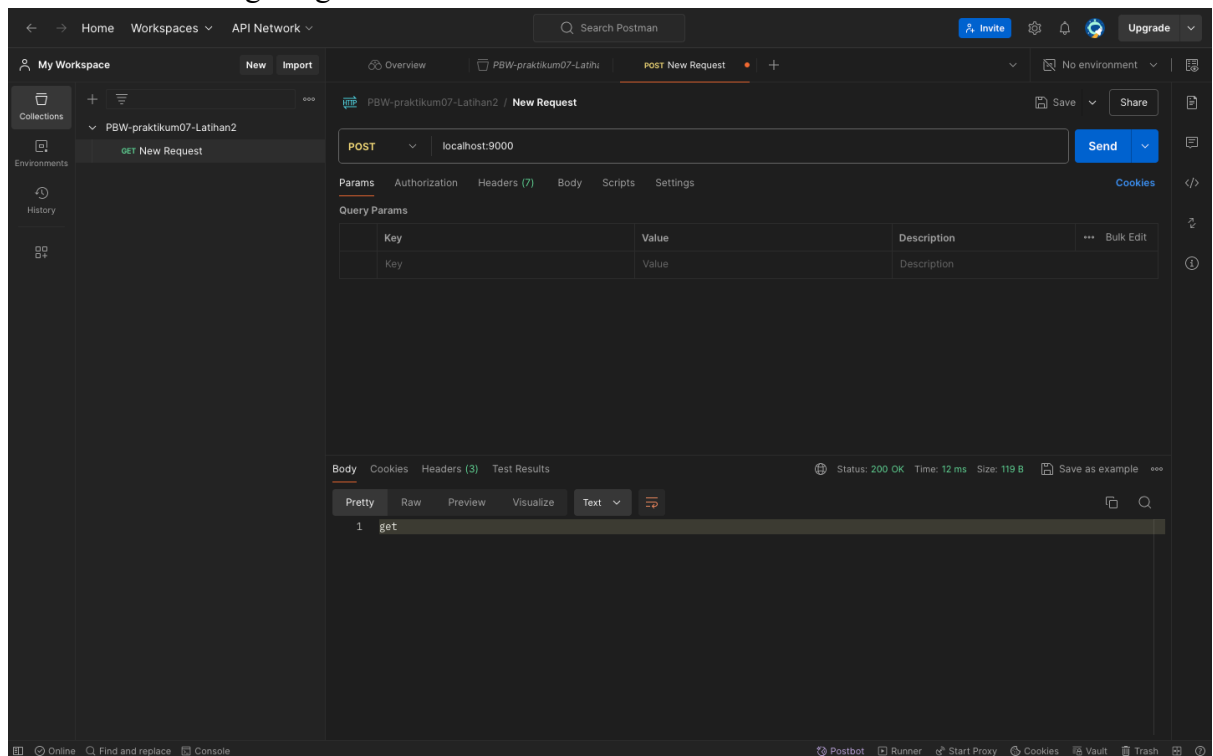 Home Workspaces API Network Search Postman Invite Upgrade
My Workspace New Import Overview PBW-praktikum07-Latih POST New Request No environment
Collections
PBW-praktikum07-Latihan2 / New Request Save Share
PBW-praktikum07-Latihan2
GET New Request
POST localhost:9000 Send
Environments
Params Authorization Headers (7) Body Scripts Settings Cookies
History
Query Params
Key Value Description Bulk Edit
Key Value Description
Body Cookies Headers (3) Test Results Status: 200 OK Time: 12 ms Size: 119 B Save as example
Pretty Raw Preview Visualize Text
1 get
Online Find and replace Console Postbot Runner Start Proxy Cookies Vault Trash